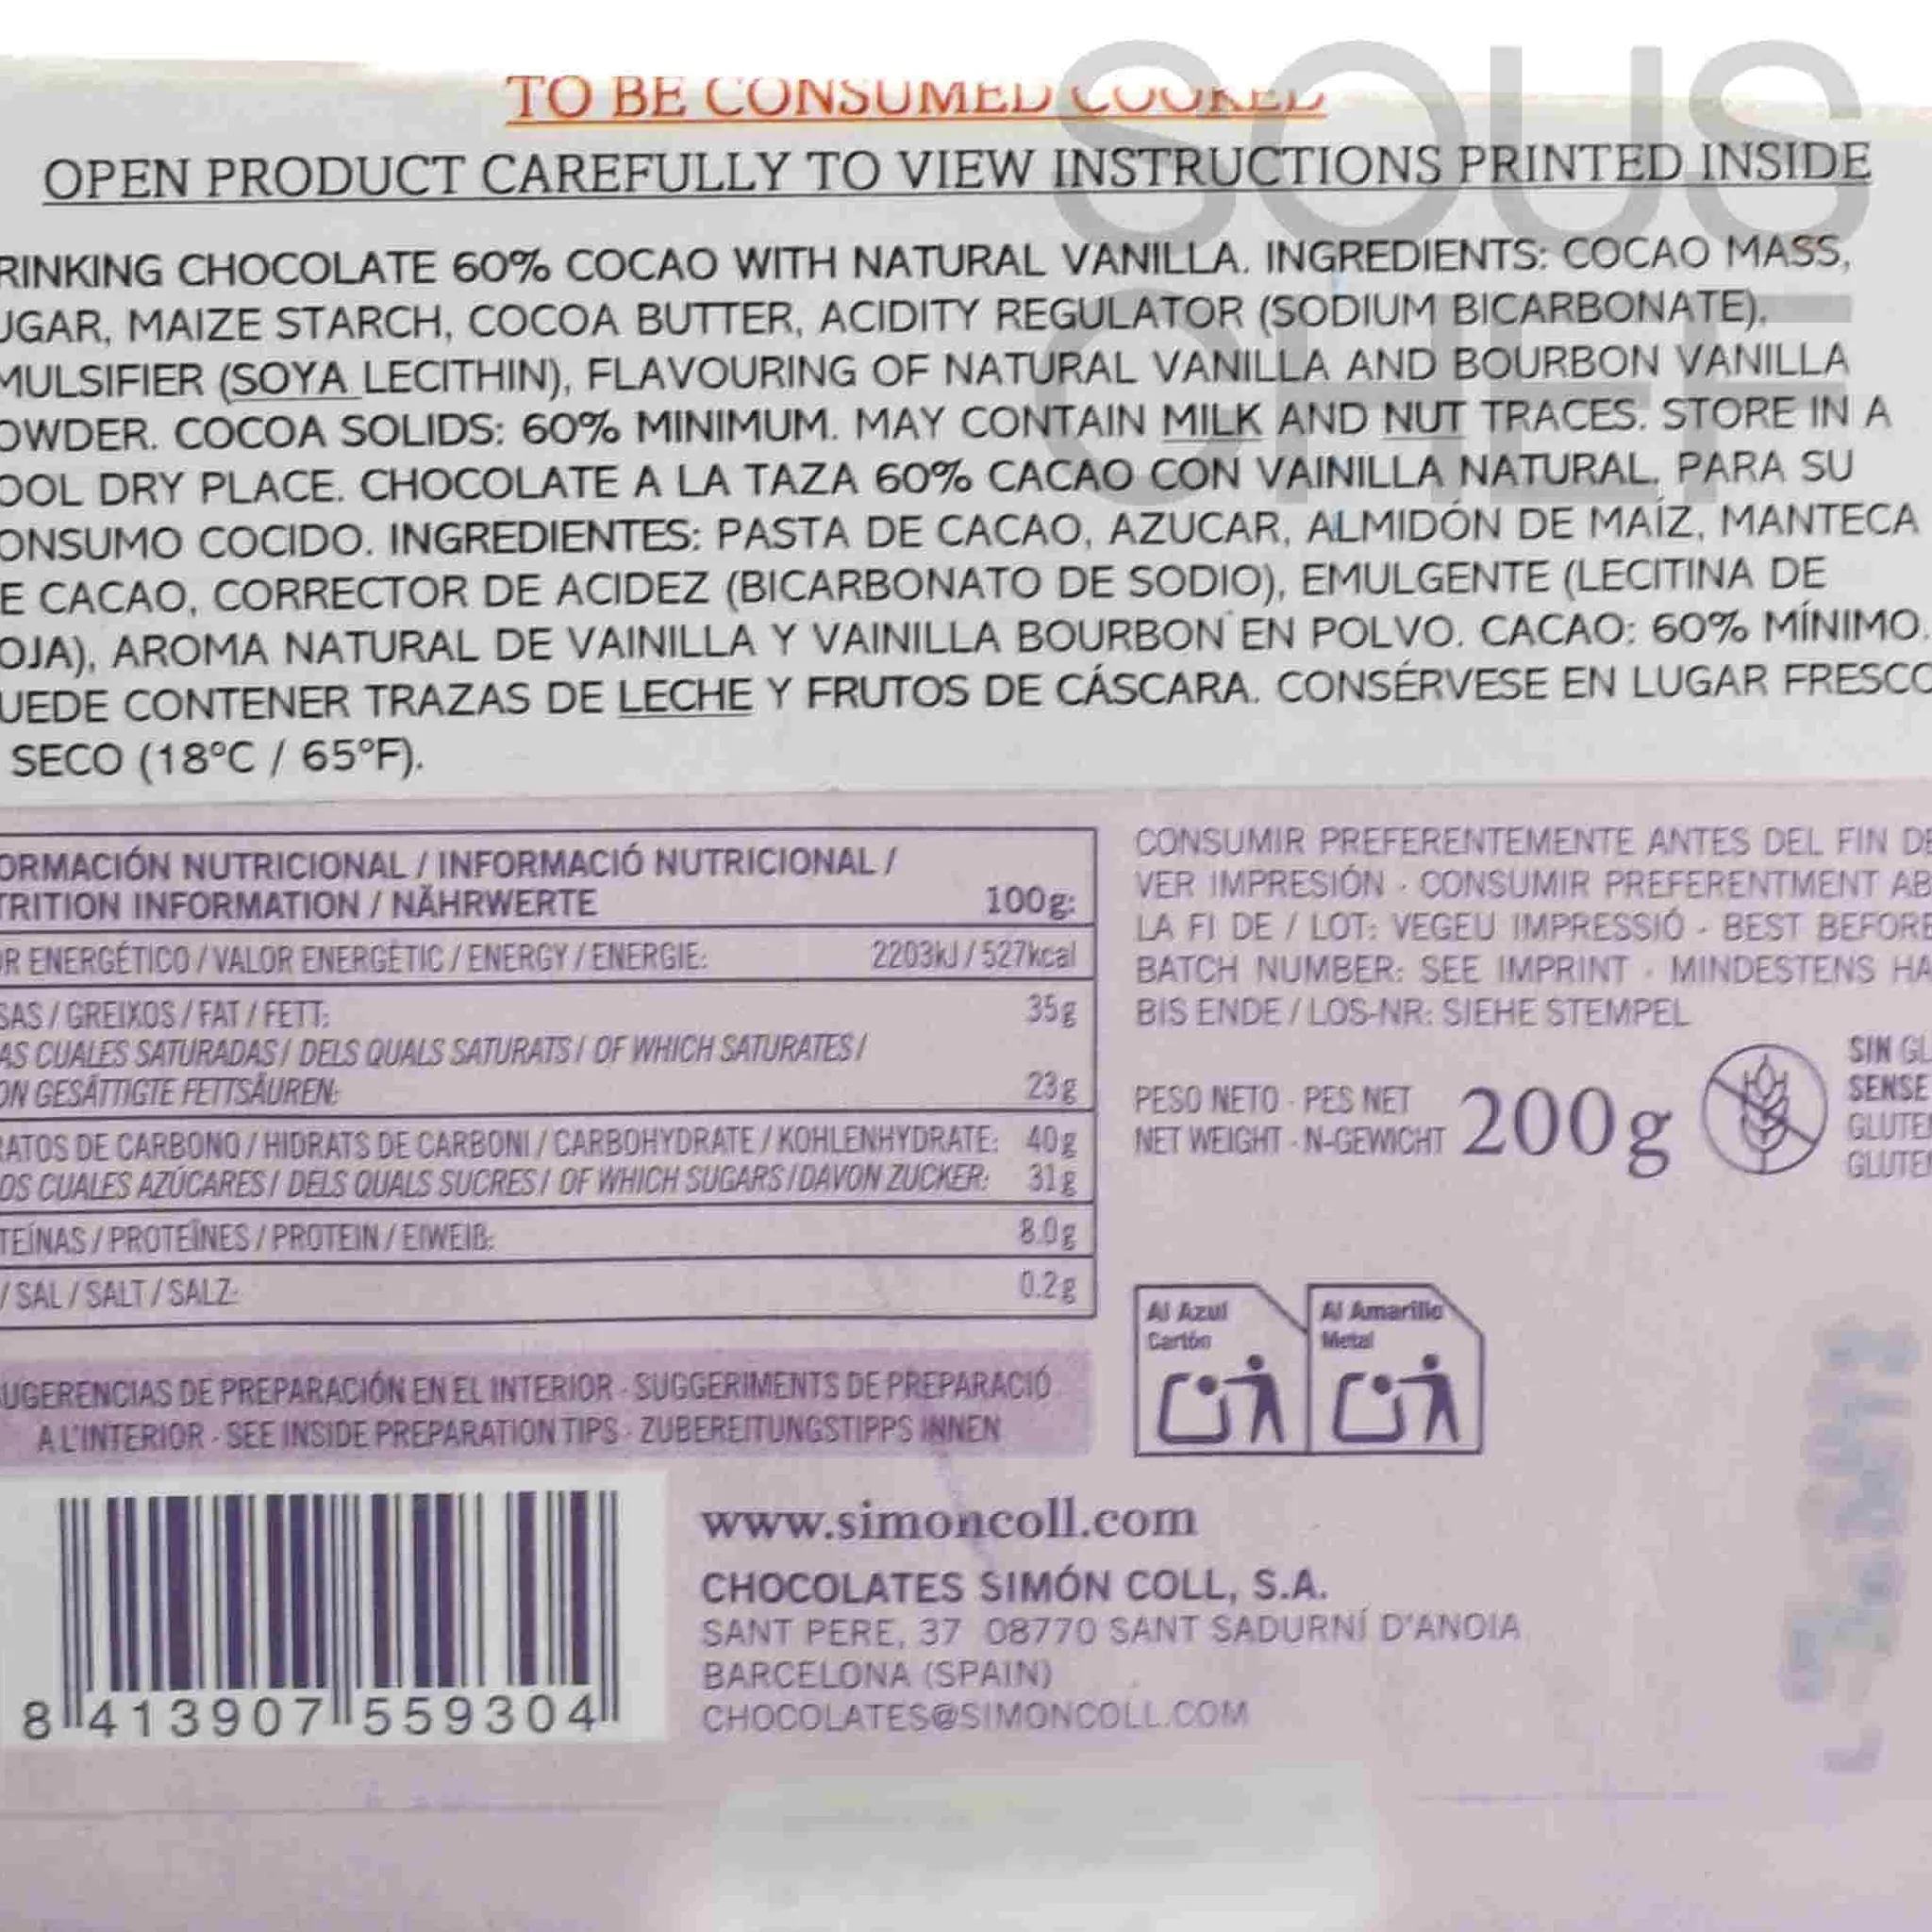 SOUS
CHEF
TO BE CONSUMED COOKED
OPEN PRODUCT CAREFULLY TO VIEW INSTRUCTIONS PRINTED INSIDE
RINKING CHOCOLATE 60% COCAO WITH NATURAL VANILLA. INGREDIENTS: COCAO MASS,
UGAR, MAIZE STARCH, COCOA BUTTER, ACIDITY REGULATOR (SODIUM BICARBONATE),
MULSIFIER (SOYA LECITHIN), FLAVOURING OF NATURAL VANILLA AND BOURBON VANILLA
OWDER. COCOA SOLIDS: 60% MINIMUM. MAY CONTAIN MILK AND NUT TRACES. STORE IN A
OOL DRY PLACE. CHOCOLATE A LA TAZA 60% CACAO CON VAINILLA NATURAL, PARA SU
ONSUMO COCIDO. INGREDIENTES: PASTA DE CACAO, AZUCAR, ALMIDÓN DE MAÍZ, MANTECA
E CACAO, CORRECTOR DE ACIDEZ (BICARBONATO DE SODIO), EMULGENTE (LECITINA DE
OJA), AROMA NATURAL DE VAINILLA Y VAINILLA BOURBON EN POLVO. CACAO: 60% MÍNIMO.
UEDE CONTENER TRAZAS DE LECHE Y FRUTOS DE CÁSCARA. CONSÉRVESE EN LUGAR FRESCO
SECO (18ºC / 65ºF).
ORMACIÓN NUTRICIONAL / INFORMACIÓ NUTRICIONAL /
TRITION INFORMATION / NÄHRWERTE 100g:
OR ENERGÉTICO / VALOR ENERGÈTIC / ENERGY / ENERGIE: 2203kJ / 527kcal
SAS / GREIXOS / FAT / FETT: 35g
AS CUALES SATURADAS / DELS QUALS SATURATS / OF WHICH SATURATES /
ON GESÄTTIGTE FETTSÄUREN: 23g
RATOS DE CARBONO / HIDRATS DE CARBONI / CARBOHYDRATE / KOHLENHYDRATE: 40g
OS CUALES AZÚCARES / DELS QUALS SUCRES / OF WHICH SUGARS / DAVON ZUCKER: 31g
TEÍNAS / PROTEÏNES / PROTEIN / EIWEIß: 8.0g
/ SAL / SALT / SALZ: 0.2g
UGERENCIAS DE PREPARACIÓN EN EL INTERIOR · SUGGERIMENTS DE PREPARACIÓ
A L'INTERIOR · SEE INSIDE PREPARATION TIPS · ZUBEREITUNGSTIPPS INNEN
CONSUMIR PREFERENTEMENTE ANTES DEL FIN DE
VER IMPRESIÓN · CONSUMIR PREFERENTMENT AB
LA FI DE / LOT: VEGEU IMPRESSIÓ · BEST BEFORE
BATCH NUMBER: SEE IMPRINT · MINDESTENS HA
BIS ENDE / LOS-NR: SIEHE STEMPEL
PESO NETO · PES NET
NET WEIGHT · N-GEWICHT 200g
SIN GL
SENSE
GLUTE
GLUTE
Al Azul
Cartón
Al Amarillo
Metal
8 413907 559304
www.simoncoll.com
CHOCOLATES SIMÓN COLL, S.A.
SANT PERE, 37 08770 SANT SADURNÍ D'ANOIA
BARCELONA (SPAIN)
CHOCOLATES@SIMONCOLL.COM